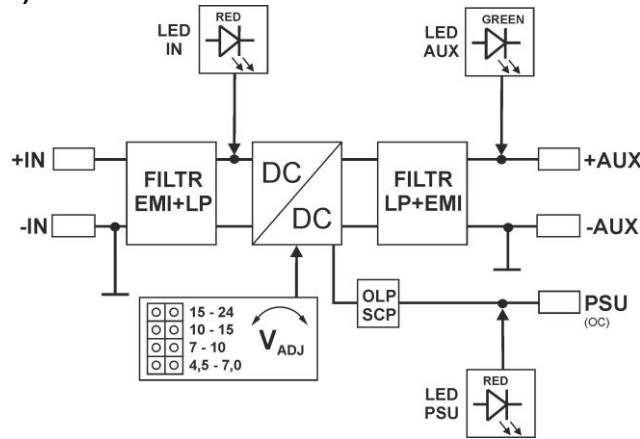 LED
IN
RED
LED
AUX
GREEN
+IN
-IN
FILTR
EMI+LP
DC
DC
FILTR
LP+EMI
+AUX
-AUX
OLP
SCP
PSU
(OC)
15 - 24
10 - 15
7 - 10
4,5 - 7,0
VADJ
LED
PSU
RED